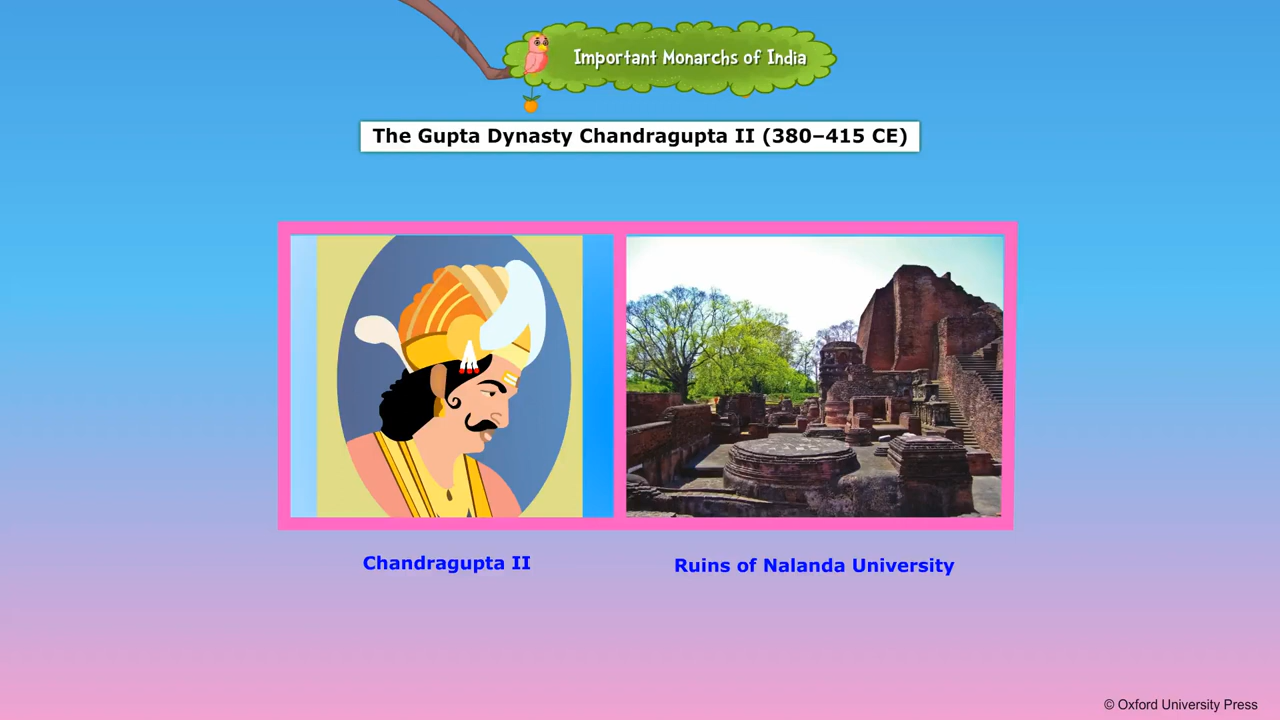 Important Monarchs of India
The Gupta Dynasty Chandragupta II (380–415 CE)
Chandragupta II
Ruins of Nalanda University
© Oxford University Press